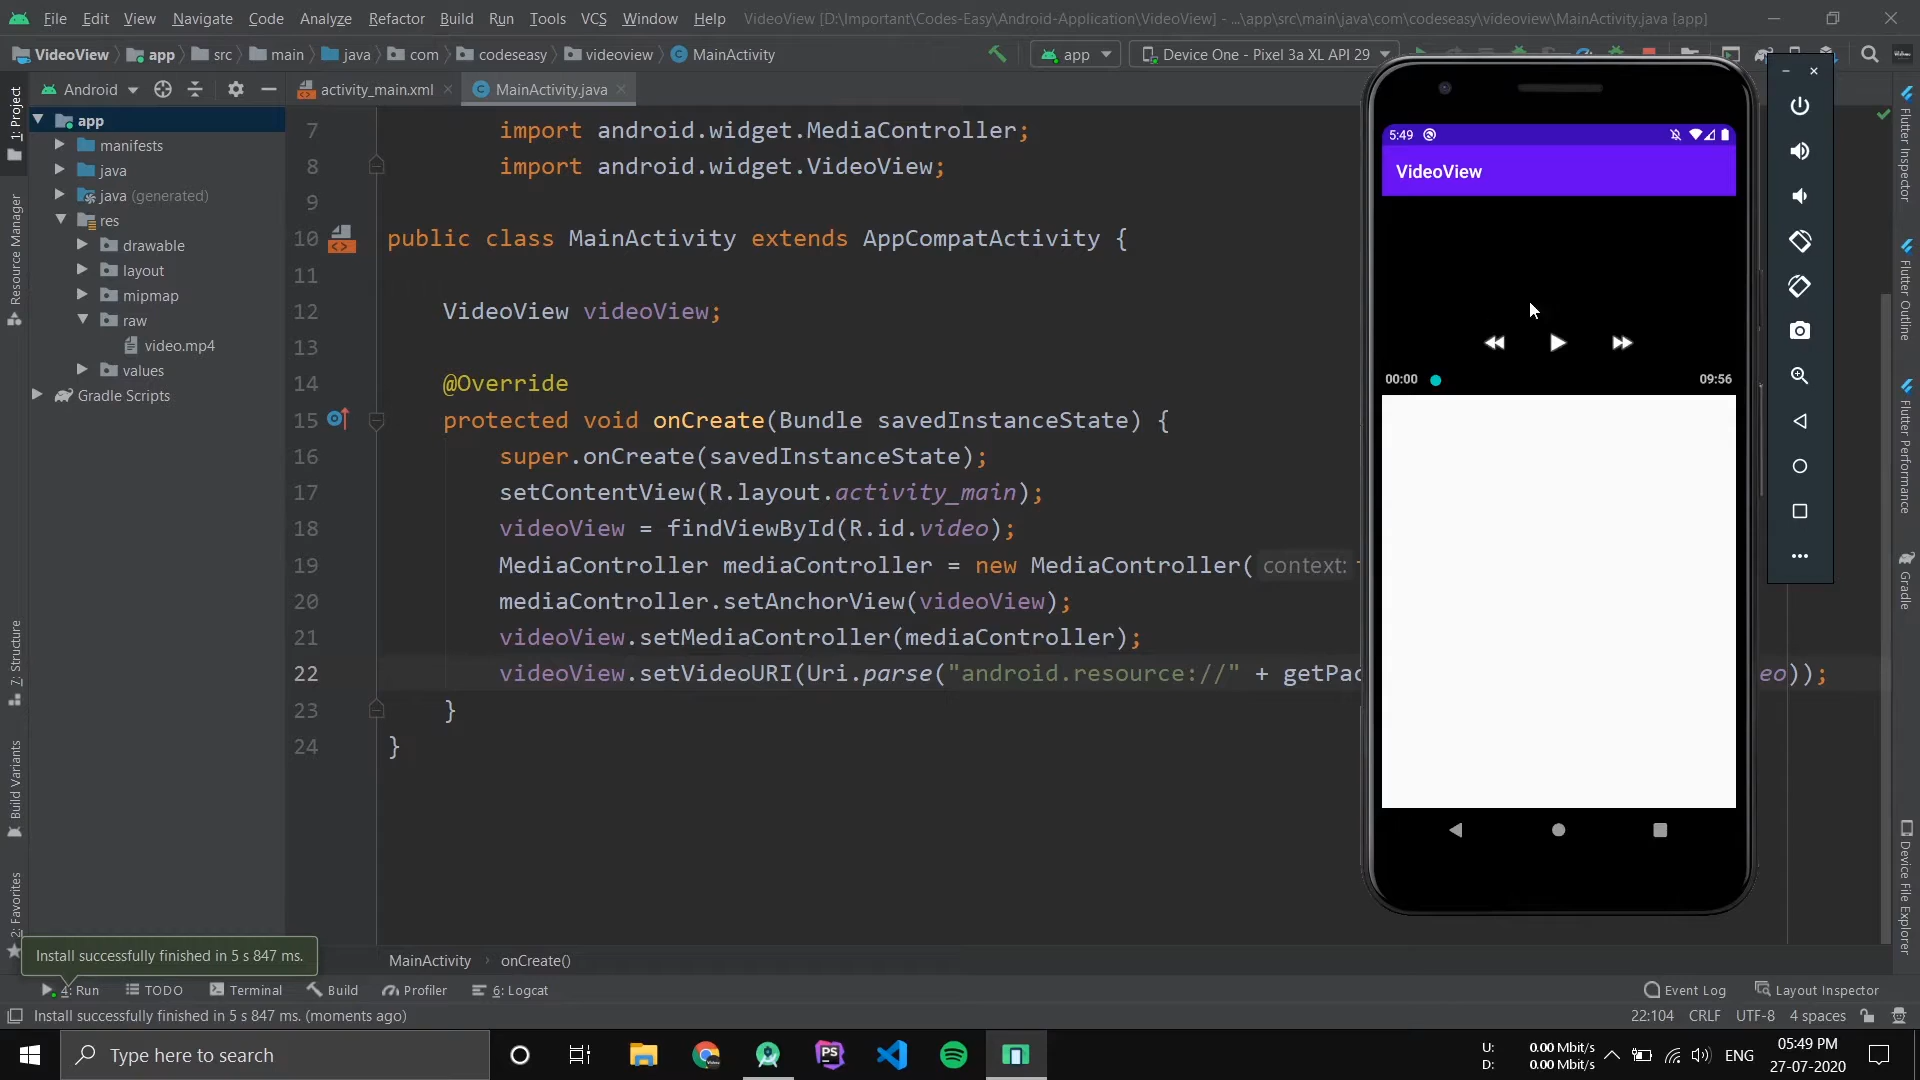 File Edit View Navigate Code Analyze Refactor Build Run Tools VCS Window Help VideoView [D:\Important\Codes-Easy\Android-Application\VideoView] - ...\app\src\main\java\com\codeseasy\videoview\MainActivity.java [app]
VideoView app src main java com codeseasy videoview MainActivity app Device One - Pixel 3a XL API 29
Android activity_main.xml MainActivity.java
1: Project
Resource Manager
7: Structure
Build Variants
2: Favorites
app
manifests
java
java (generated)
res
drawable
layout
mipmap
raw
video.mp4
values
Gradle Scripts
7 import android.widget.MediaController;
8 import android.widget.VideoView;
9
10 public class MainActivity extends AppCompatActivity {
11
12 VideoView videoView;
13
14 @Override
15 protected void onCreate(Bundle savedInstanceState) {
16 super.onCreate(savedInstanceState);
17 setContentView(R.layout.activity_main);
18 videoView = findViewById(R.id.video);
19 MediaController mediaController = new MediaController( context:
20 mediaController.setAnchorView(videoView);
21 videoView.setMediaController(mediaController);
22 videoView.setVideoURI(Uri.parse("android.resource://" + getPac eo));
23 }
24 }
5:49
VideoView
00:00 09:56
Flutter Inspector
Flutter Outline
Flutter Performance
Gradle
Device File Explorer
Install successfully finished in 5 s 847 ms.
MainActivity onCreate()
4: Run TODO Terminal Build Profiler 6: Logcat Event Log Layout Inspector
Install successfully finished in 5 s 847 ms. (moments ago) 22:104 CRLF UTF-8 4 spaces
Type here to search
PS
U: 0.00 Mbit/s
D: 0.00 Mbit/s
ENG
05:49 PM
27-07-2020